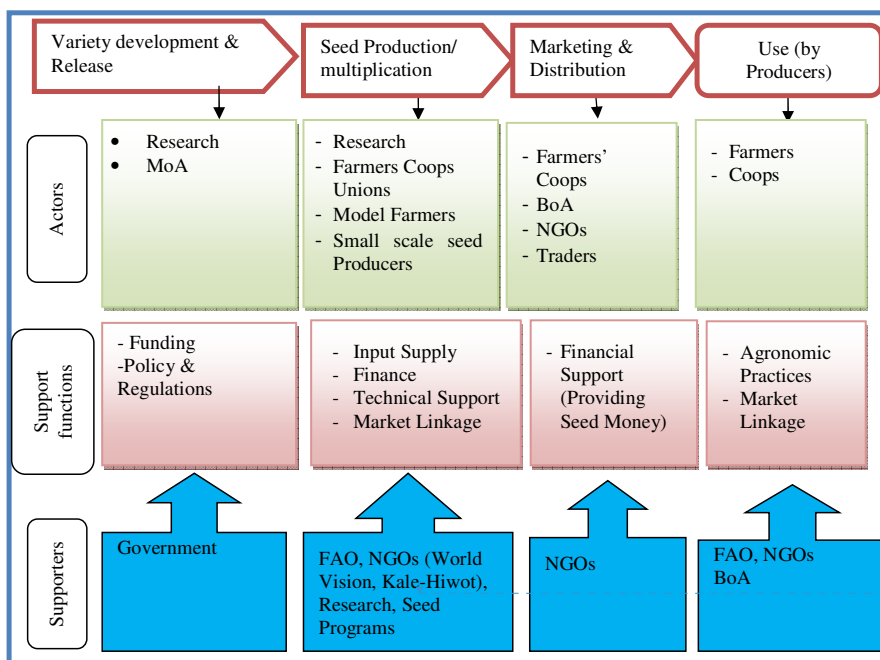 Variety development &
Release
Seed Production/
multiplication
Marketing &
Distribution
Use (by
Producers)
Actors
• Research
• MoA
- Research
- Farmers Coops
Unions
- Model Farmers
- Small scale seed
Producers
- Farmers'
Coops
- BoA
- NGOs
- Traders
- Farmers
- Coops
Support
functions
- Funding
-Policy &
Regulations
- Input Supply
- Finance
- Technical Support
- Market Linkage
- Financial
Support
(Providing
Seed Money)
- Agronomic
Practices
- Market
Linkage
Supporters
Government
FAO, NGOs (World
Vision, Kale-Hiwot),
Research, Seed
Programs
NGOs
FAO, NGOs
BoA